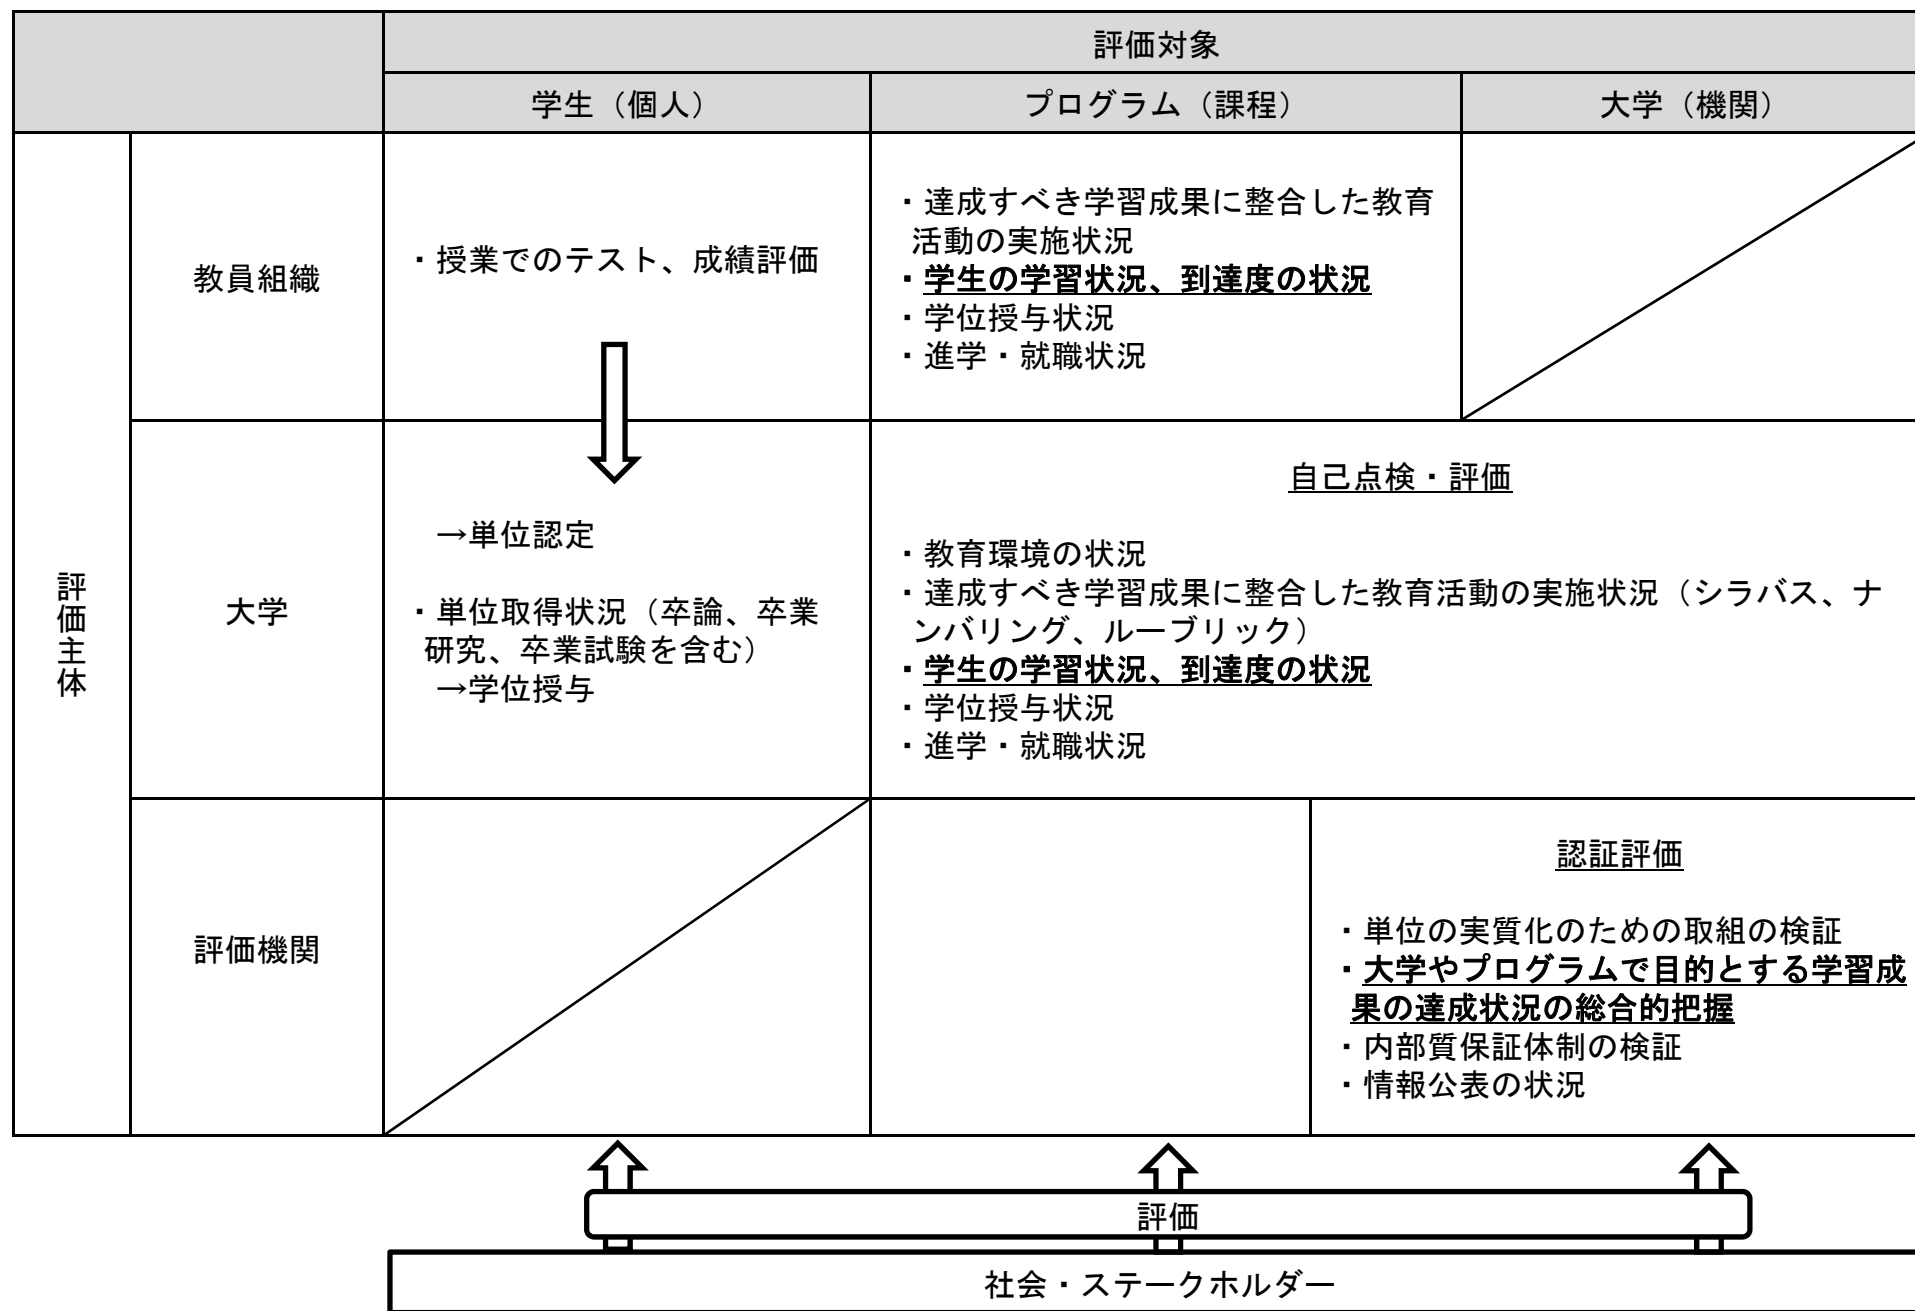 評価対象
学生（個人）
プログラム（課程）
大学（機関）
評価主体
教員組織
・授業でのテスト、成績評価
・達成すべき学習成果に整合した教育
活動の実施状況
・学生の学習状況、到達度の状況
・学位授与状況
・進学・就職状況
大学
→単位認定
・単位取得状況（卒論、卒業
研究、卒業試験を含む）
→学位授与
自己点検・評価
・教育環境の状況
・達成すべき学習成果に整合した教育活動の実施状況（シラバス、ナ
ンバリング、ルーブリック）
・学生の学習状況、到達度の状況
・学位授与状況
・進学・就職状況
評価機関
認証評価
・単位の実質化のための取組の検証
・大学やプログラムで目的とする学習成
果の達成状況の総合的把握
・内部質保証体制の検証
・情報公表の状況
評価
社会・ステークホルダー